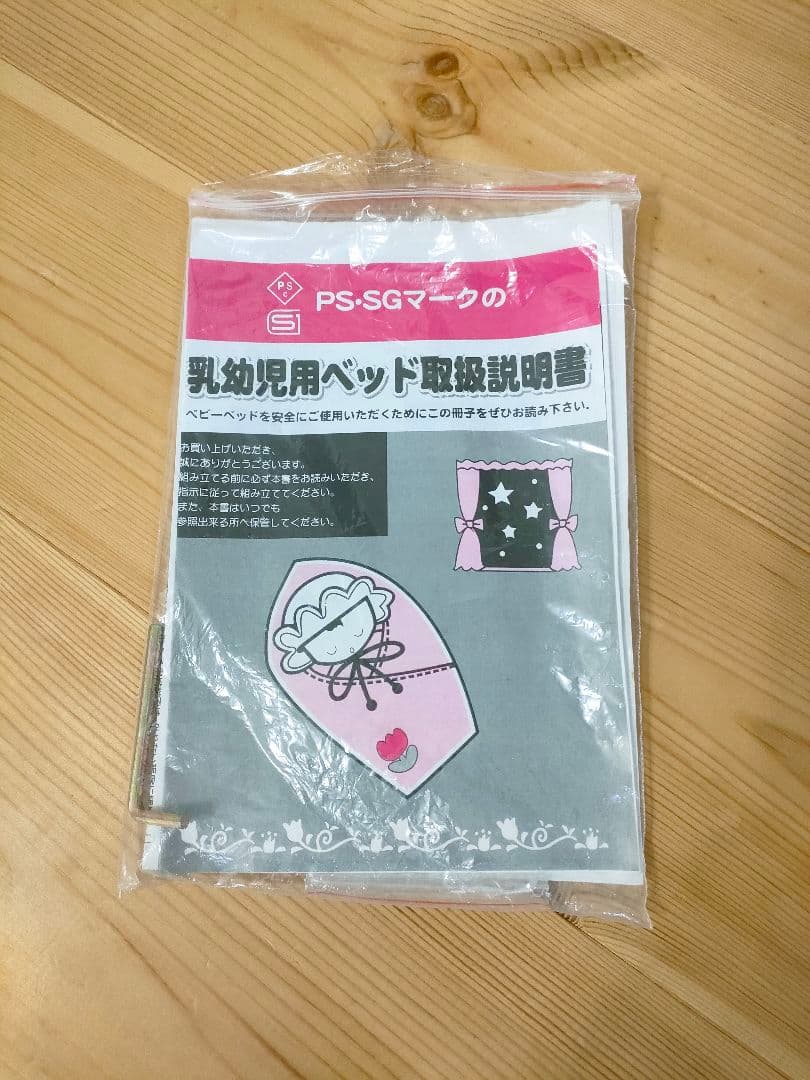 PS
C
PS・SGマークの
S
乳幼児用ベッド取扱説明書
ベビーベッドを安全にご使用いただくためにこの冊子をぜひお読み下さい.
お買い上げいただき、
誠にありがとうございます。
組み立てる前に必ず本書をお読みいただき、
指示に従って組み立ててください。
また、本書はいつでも
参照出来る所へ保管してください。